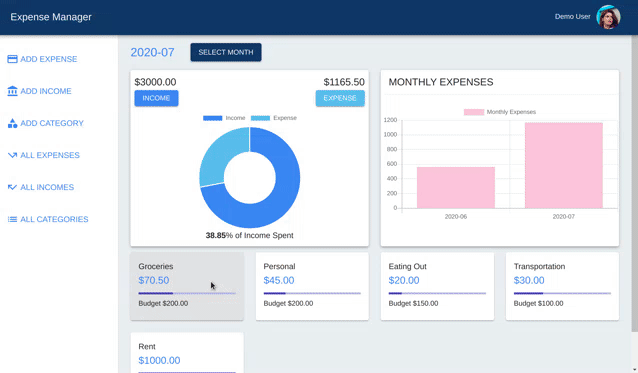 Expense Manager
Demo User
ADD EXPENSE
ADD INCOME
ADD CATEGORY
ALL EXPENSES
ALL INCOMES
ALL CATEGORIES
2020-07
SELECT MONTH
$3000.00
$1165.50
INCOME
EXPENSE
Income
Expense
38.85% of Income Spent
MONTHLY EXPENSES
Monthly Expenses
1200
1000
800
600
400
200
0
2020-06
2020-07
Groceries
$70.50
Budget $200.00
Personal
$45.00
Budget $200.00
Eating Out
$20.00
Budget $150.00
Transportation
$30.00
Budget $100.00
Rent
$1000.00